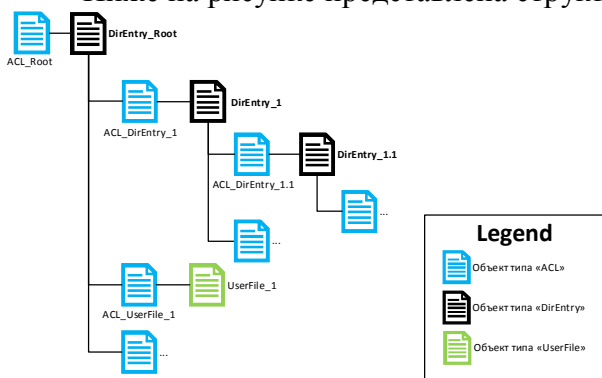 DirEntry_Root
ACL_Root
DirEntry_1
ACL_DirEntry_1
DirEntry_1.1
ACL_DirEntry_1.1
...
...
UserFile_1
ACL_UserFile_1
...
Legend
Объект типа «ACL»
Объект типа «DirEntry»
Объект типа «UserFile»